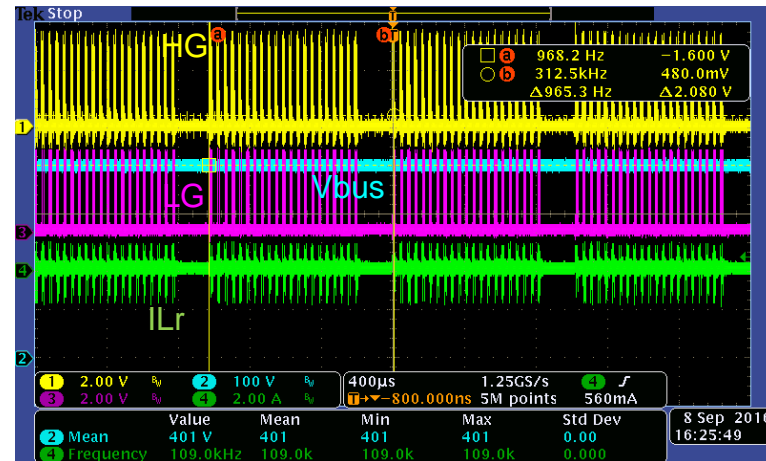 Tek Stop
HG
a
b
T
a 968.2 Hz −1.600 V
b 312.5kHz 480.0mV
Δ965.3 Hz Δ2.080 V
1
LG
Vbus
3
4
ILr
2
1 2.00 V BW 2 100 V BW
3 2.00 V BW 4 2.00 A BW
400µs 1.25GS/s 4
T→▼−800.000ns 5M points 560mA
Value Mean Min Max Std Dev
2 Mean 401 V 401 401 401 0.00
4 Frequency 109.0kHz 109.0k 109.0k 109.0k 0.000
8 Sep 2016
16:25:49